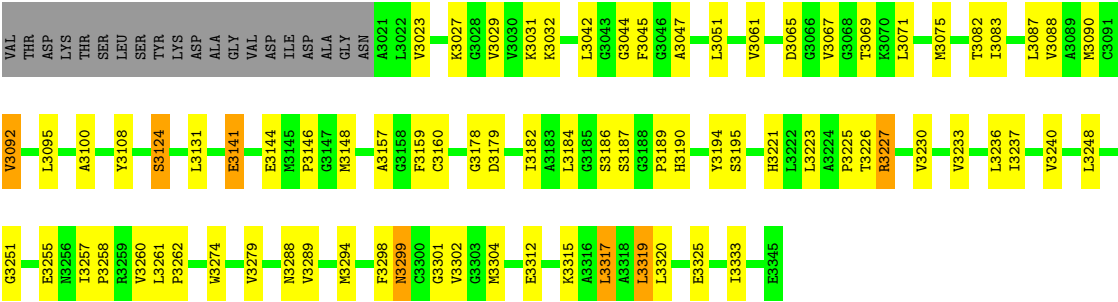 VAL THR ASP LYS THR SER LEU SER TYR LYS ASP ALA GLY VAL ASP ILE ASP ALA GLY ASN A3021 L3022 V3023 K3027 G3028 V3029 V3030 K3031 K3032 L3042 G3043 G3044 F3045 G3046 A3047 L3051 V3061 D3065 G3066 V3067 G3068 T3069 K3070 L3071 M3075 T3082 I3083 L3087 V3088 A3089 M3090 C3091
V3092 L3095 A3100 Y3108 S3124 L3131 E3141 E3144 M3145 P3146 G3147 M3148 A3157 G3158 F3159 C3160 G3178 D3179 I3182 A3183 L3184 G3185 S3186 S3187 G3188 P3189 H3190 Y3194 S3195 H3221 L3222 L3223 A3224 P3225 T3226 R3227 V3230 V3233 L3236 I3237 V3240 L3248
G3251 E3255 N3256 I3257 P3258 R3259 V3260 L3261 P3262 W3274 V3279 N3288 V3289 M3294 F3298 N3299 C3300 G3301 V3302 G3303 M3304 E3312 K3315 A3316 L3317 A3318 L3319 L3320 E3325 I3333 E3345